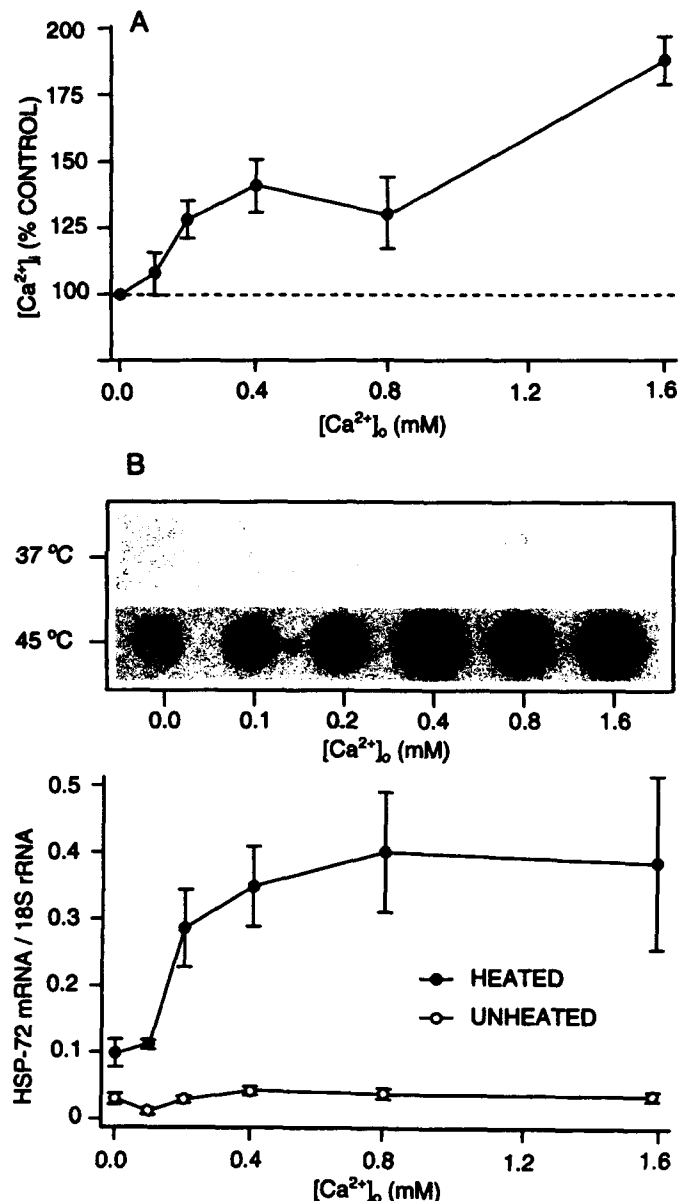 A
200
175
150
125
100
[Ca²⁺]i (% CONTROL)
0.0 0.4 0.8 1.2 1.6
[Ca²⁺]o (mM)
B
37 ºC
45 ºC
0.0 0.1 0.2 0.4 0.8 1.6
[Ca²⁺]o (mM)
0.5
0.4
0.3
0.2
0.1
0
HSP-72 mRNA / 18S rRNA
HEATED
UNHEATED
0.0 0.4 0.8 1.2 1.6
[Ca²⁺]o (mM)